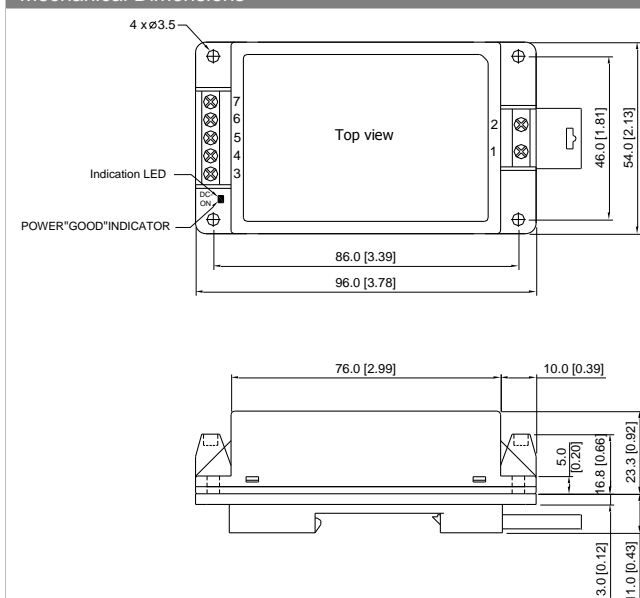 Mechanical Dimensions
4 xø3.5
7
6
5
4
3
2
1
Top view
Indication LED
DC
ON
POWER"GOOD"INDICATOR
46.0 [1.81]
54.0 [2.13]
86.0 [3.39]
96.0 [3.78]
76.0 [2.99]
10.0 [0.39]
5.0
[0.20]
16.8 [0.66]
23.3 [0.92]
3.0 [0.12]
11.0 [0.43]